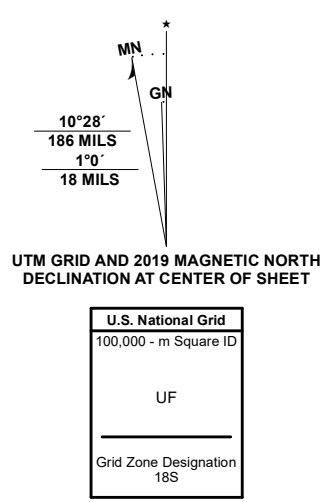 ★
MN
GN
10°28´
186 MILS
1°0´
18 MILS
UTM GRID AND 2019 MAGNETIC NORTH
DECLINATION AT CENTER OF SHEET
U.S. National Grid
100,000 - m Square ID
UF
Grid Zone Designation
18S